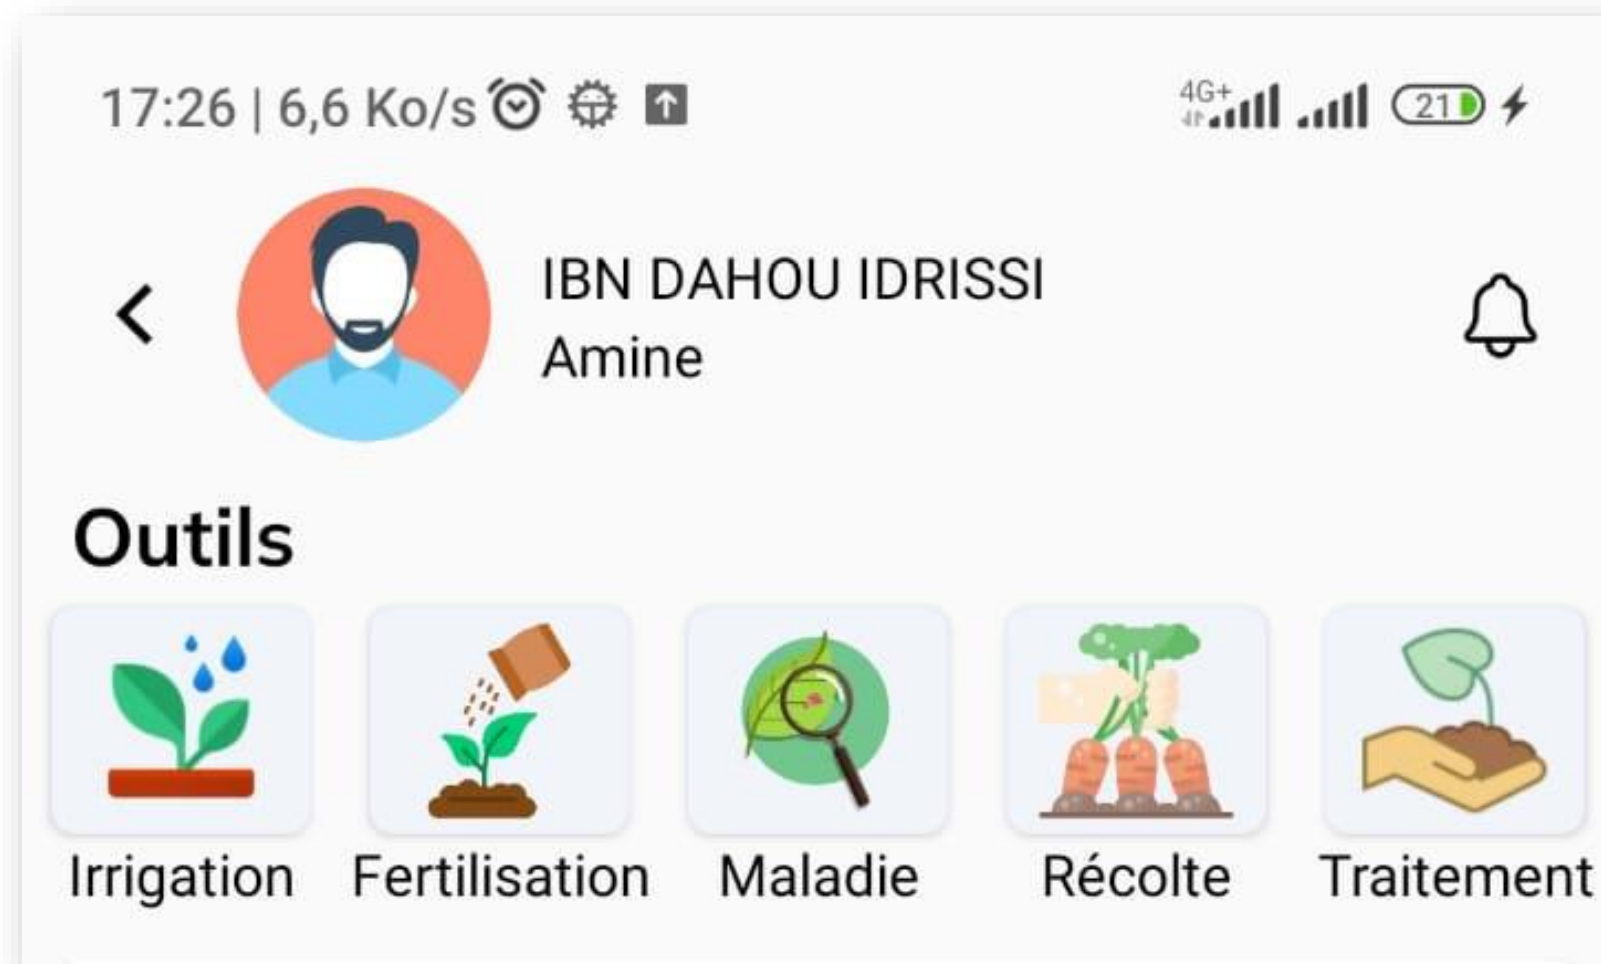 17:26 | 6,6 Ko/s
4G+
21
IBN DAHOU IDRISSI
Amine
Outils
Irrigation Fertilisation Maladie Récolte Traitement